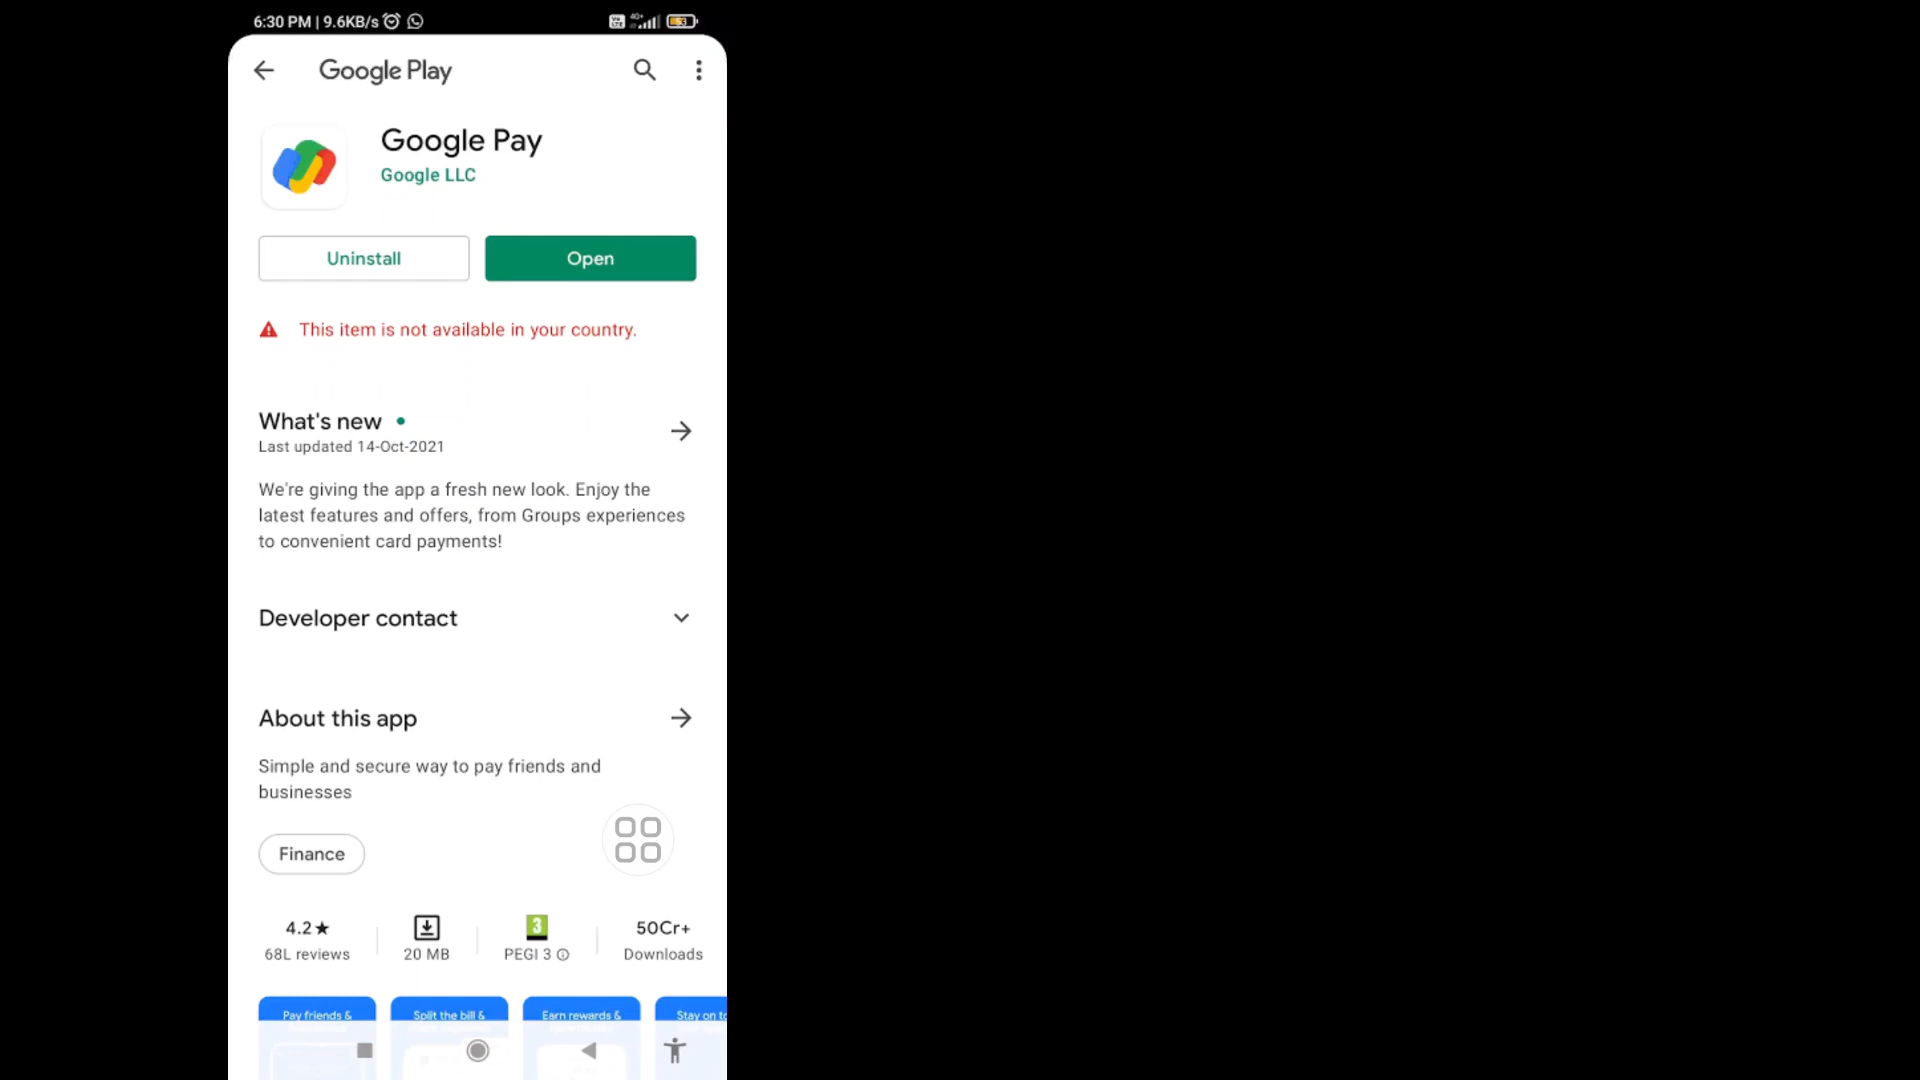 6:30 PM | 9.6KB/s
Vo LTE 4G+ 53
Google Play
Google Pay
Google LLC
Uninstall
Open
This item is not available in your country.
What's new
Last updated 14-Oct-2021
We're giving the app a fresh new look. Enjoy the
latest features and offers, from Groups experiences
to convenient card payments!
Developer contact
About this app
Simple and secure way to pay friends and
businesses
Finance
4.2★
68L reviews
20 MB
3
PEGI 3
50Cr+
Downloads
Pay friends &
Split the bill &
Earn rewards &
Stay on